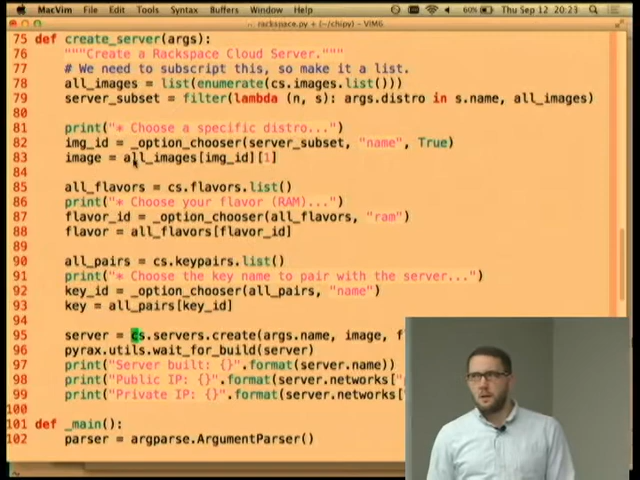 MacVim File Edit Tools Syntax Buffers Window Help 60% Thu Sep 12 20:23
rackspace.py + (~/chipy) - VIM6
75 def create_server(args):
76 """Create a Rackspace Cloud Server."""
77 # We need to subscript this, so make it a list.
78 all_images = list(enumerate(cs.images.list()))
79 server_subset = filter(lambda (n, s): args.distro in s.name, all_images)
80
81 print("* Choose a specific distro...")
82 img_id = _option_chooser(server_subset, "name", True)
83 image = all_images[img_id][1]
84
85 all_flavors = cs.flavors.list()
86 print("* Choose your flavor (RAM)...")
87 flavor_id = _option_chooser(all_flavors, "ram")
88 flavor = all_flavors[flavor_id]
89
90 all_pairs = cs.keypairs.list()
91 print("* Choose the key name to pair with the server...")
92 key_id = _option_chooser(all_pairs, "name")
93 key = all_pairs[key_id]
94
95 server = cs.servers.create(args.name, image, f
96 pyrax.utils.wait_for_build(server)
97 print("Server built: {}".format(server.name))
98 print("Public IP: {}".format(server.networks["
99 print("Private IP: {}".format(server.networks["
100
101 def _main():
102 parser = argparse.ArgumentParser()